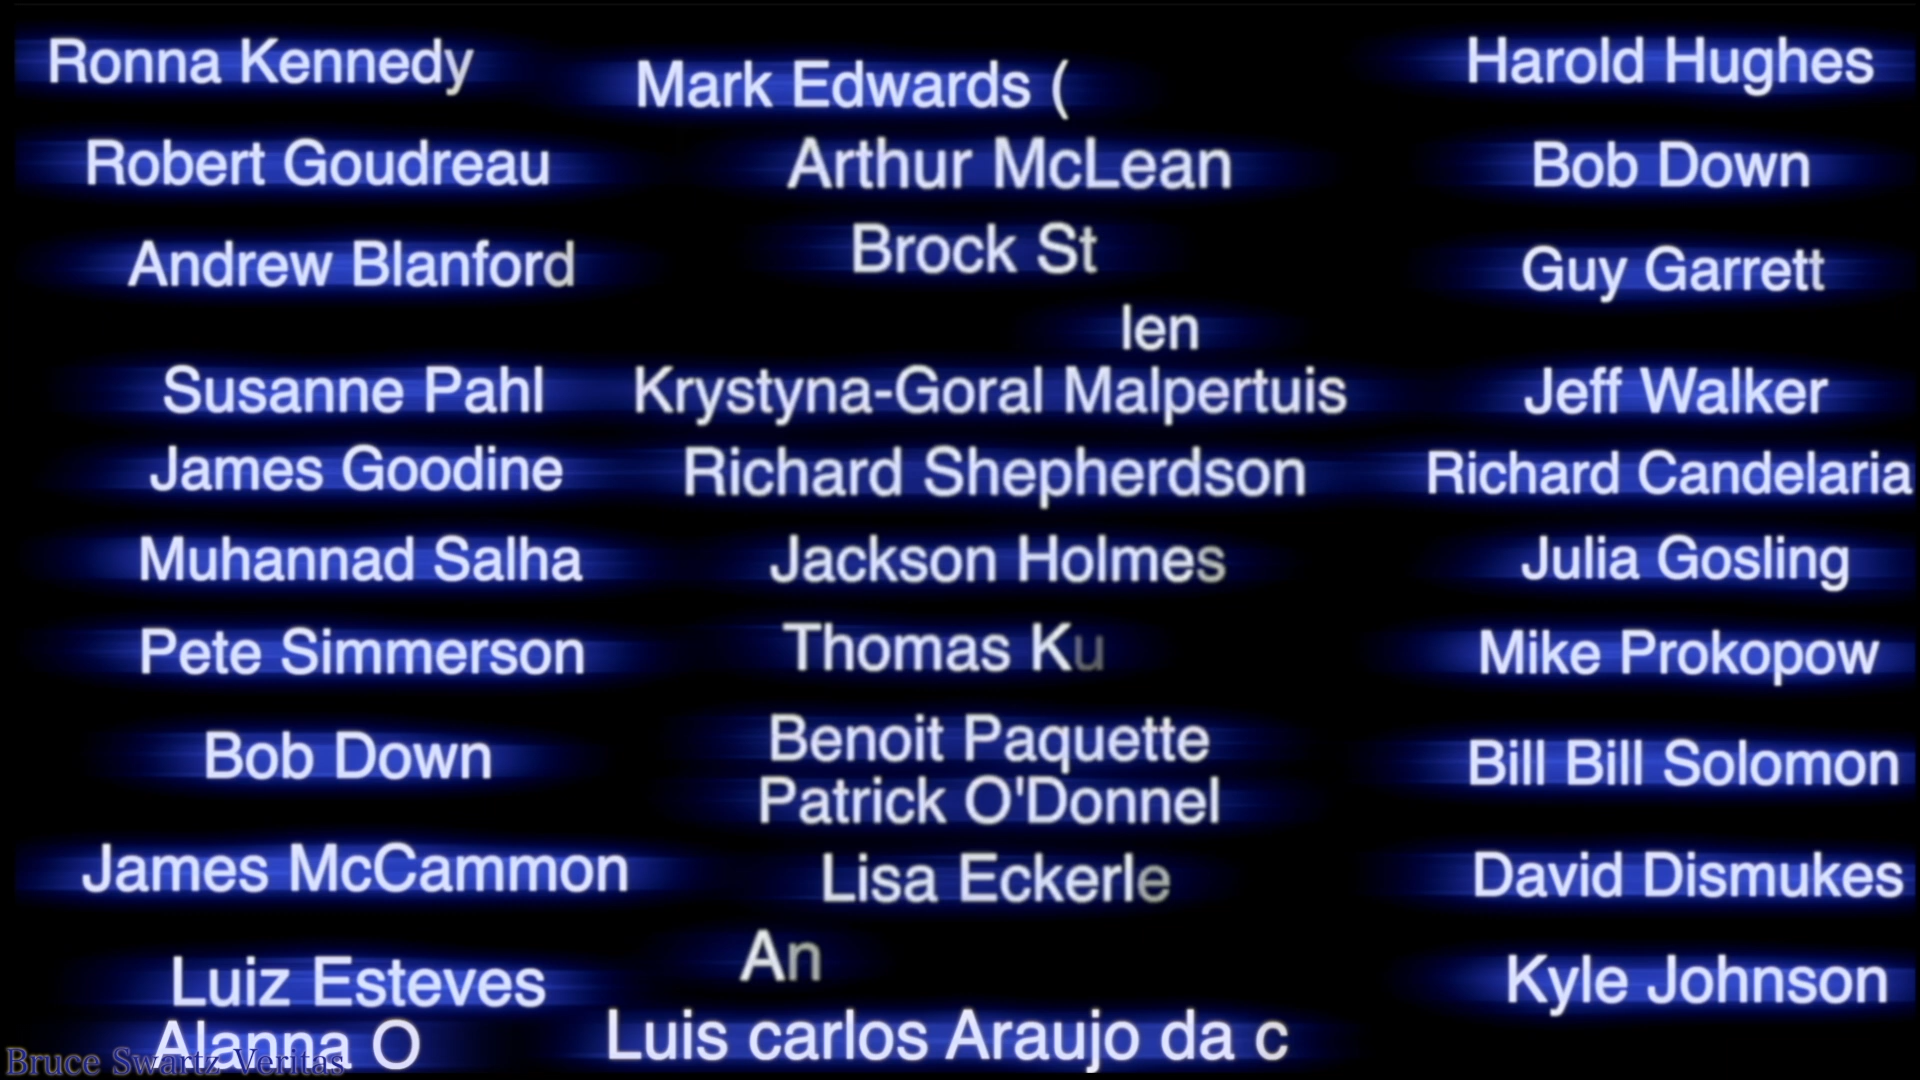 Ronna Kennedy
Robert Goudreau
Andrew Blanford
Susanne Pahl
James Goodine
Muhannad Salha
Pete Simmerson
Bob Down
James McCammon
Luiz Esteves
Alanna O
Mark Edwards (
Arthur McLean
Brock St
len
Krystyna-Goral Malpertuis
Richard Shepherdson
Jackson Holmes
Thomas Ku
Benoit Paquette
Patrick O'Donnel
Lisa Eckerle
An
Luis carlos Araujo da c
Harold Hughes
Bob Down
Guy Garrett
Jeff Walker
Richard Candelaria
Julia Gosling
Mike Prokopow
Bill Bill Solomon
David Dismukes
Kyle Johnson
Bruce Swartz Veritas